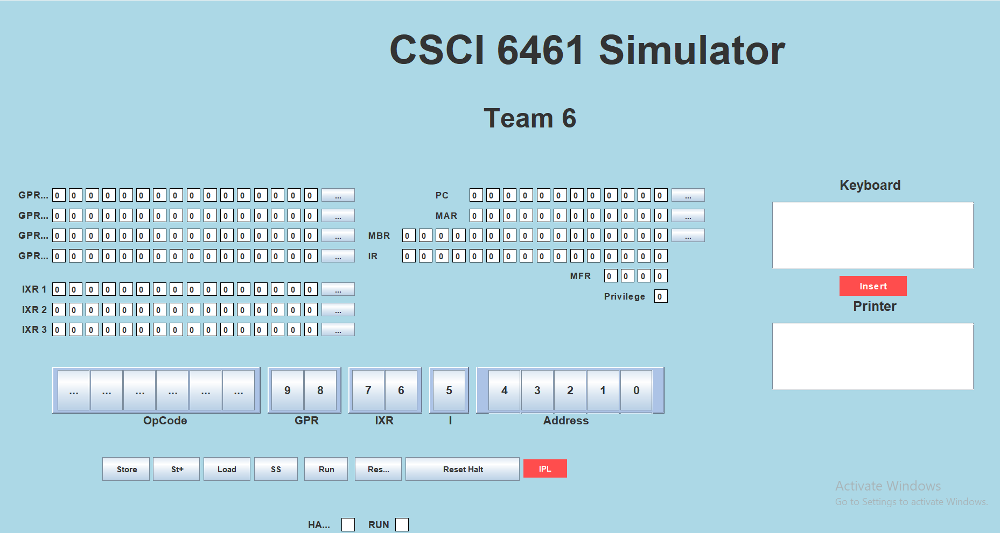 CSCI 6461 Simulator
Team 6
GPR... 0 0 0 0 0 0 0 0 0 0 0 0 0 0 0 0 ...
GPR... 0 0 0 0 0 0 0 0 0 0 0 0 0 0 0 0 ...
GPR... 0 0 0 0 0 0 0 0 0 0 0 0 0 0 0 0 ...
GPR... 0 0 0 0 0 0 0 0 0 0 0 0 0 0 0 0 ...
IXR 1 0 0 0 0 0 0 0 0 0 0 0 0 0 0 0 0 ...
IXR 2 0 0 0 0 0 0 0 0 0 0 0 0 0 0 0 0 ...
IXR 3 0 0 0 0 0 0 0 0 0 0 0 0 0 0 0 0 ...
PC 0 0 0 0 0 0 0 0 0 0 0 0 ...
MAR 0 0 0 0 0 0 0 0 0 0 0 0 ...
MBR 0 0 0 0 0 0 0 0 0 0 0 0 0 0 0 0 ...
IR 0 0 0 0 0 0 0 0 0 0 0 0 0 0 0 0
MFR 0 0 0 0
Privilege 0
Keyboard
Insert
Printer
... ... ... ... ... ... 9 8 7 6 5 4 3 2 1 0
OpCode GPR IXR I Address
Store St+ Load SS Run Res... Reset Halt IPL
HA... RUN
Activate Windows
Go to Settings to activate Windows.